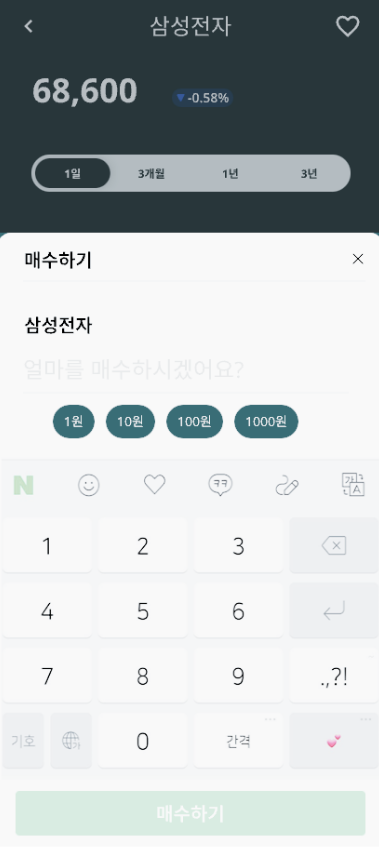 삼성전자
68,600
▼-0.58%
1일 3개월 1년 3년
매수하기
삼성전자
얼마를 매수하시겠어요?
1원 10원 100원 1000원
N ㅋㅋ 가 A
1 2 3
4 5 6
7 8 9 .,?!
기호 가 0 간격
매수하기